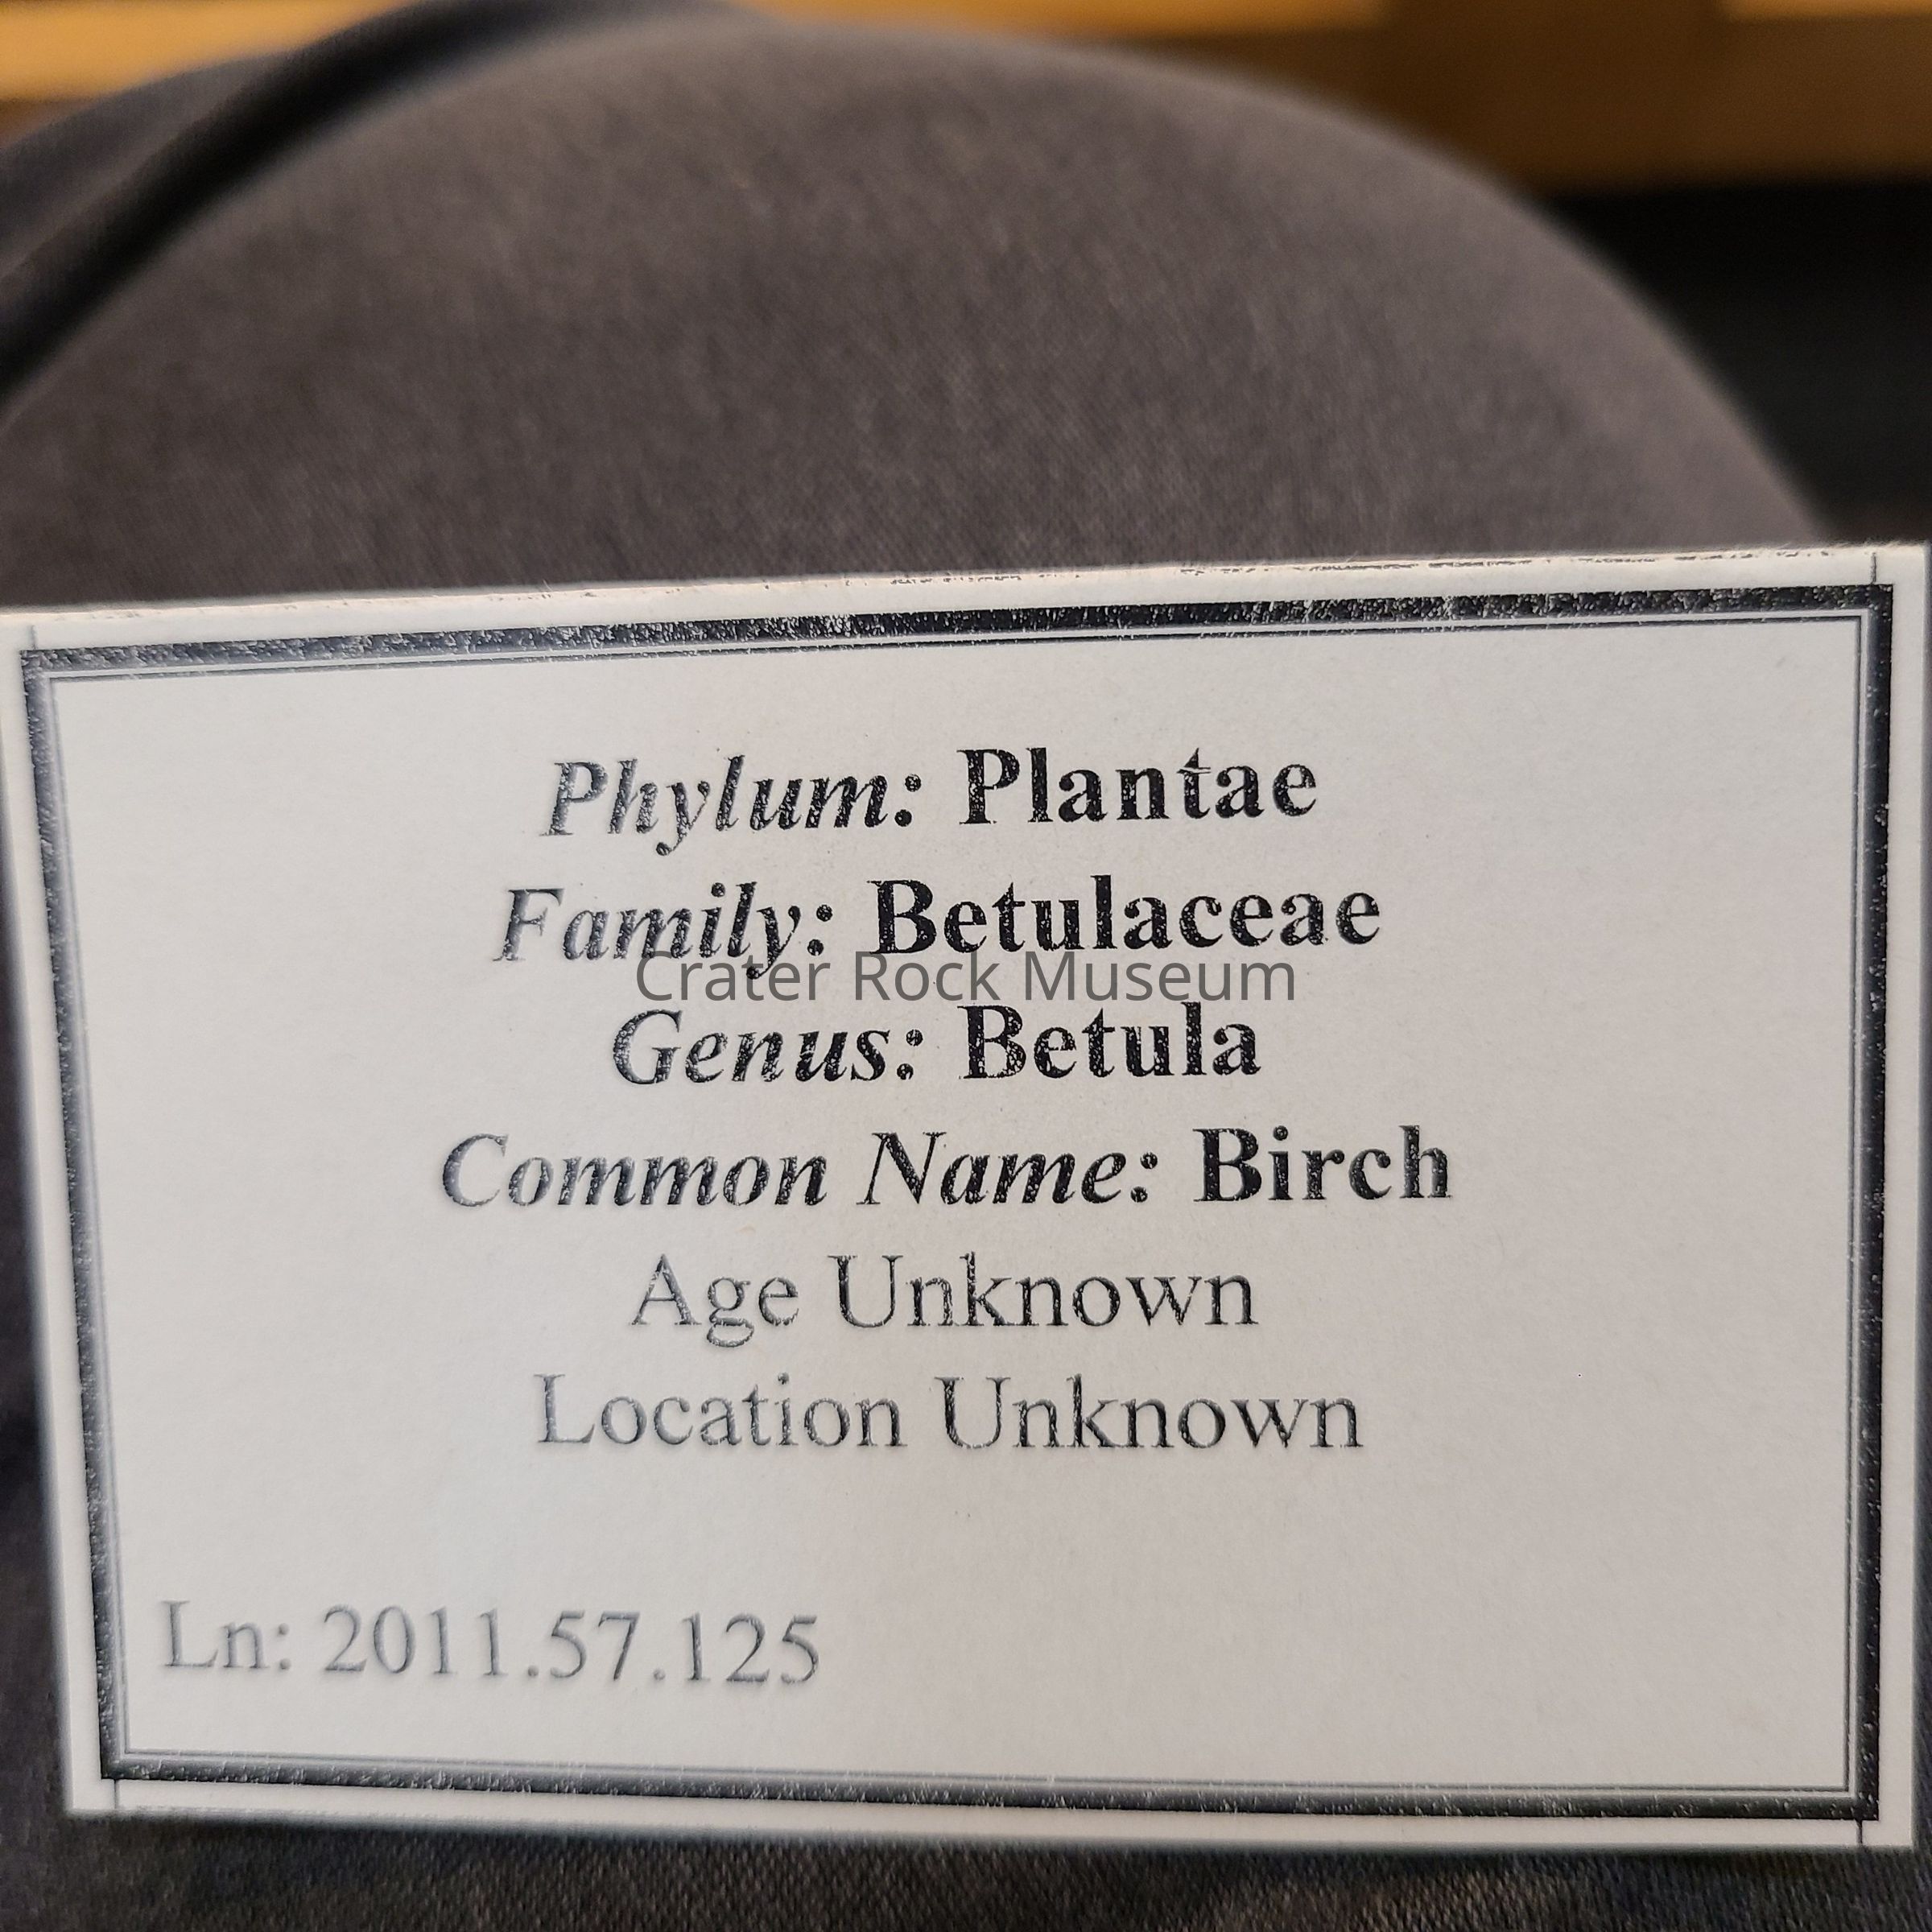 Phylum: Plantae
Family: Betulaceae
Crater Rock Museum
Genus: Betula
Common Name: Birch
Age Unknown
Location Unknown
Ln: 2011.57.125